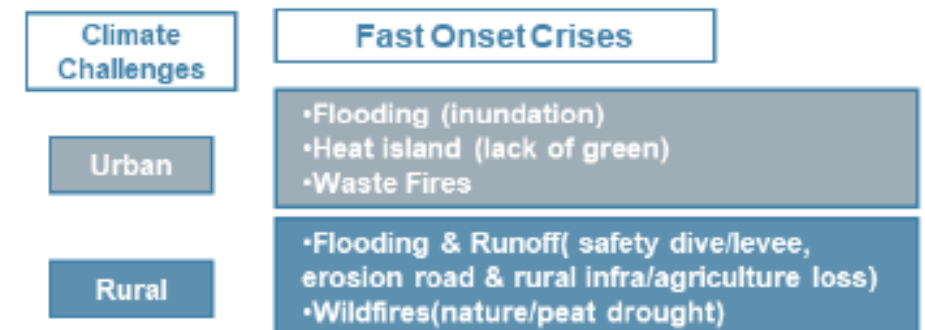 Climate
Challenges
Fast Onset Crises
Urban
•Flooding (inundation)
•Heat island (lack of green)
•Waste Fires
Rural
•Flooding & Runoff( safety dive/levee,
erosion road & rural infra/agriculture loss)
•Wildfires(nature/peat drought)